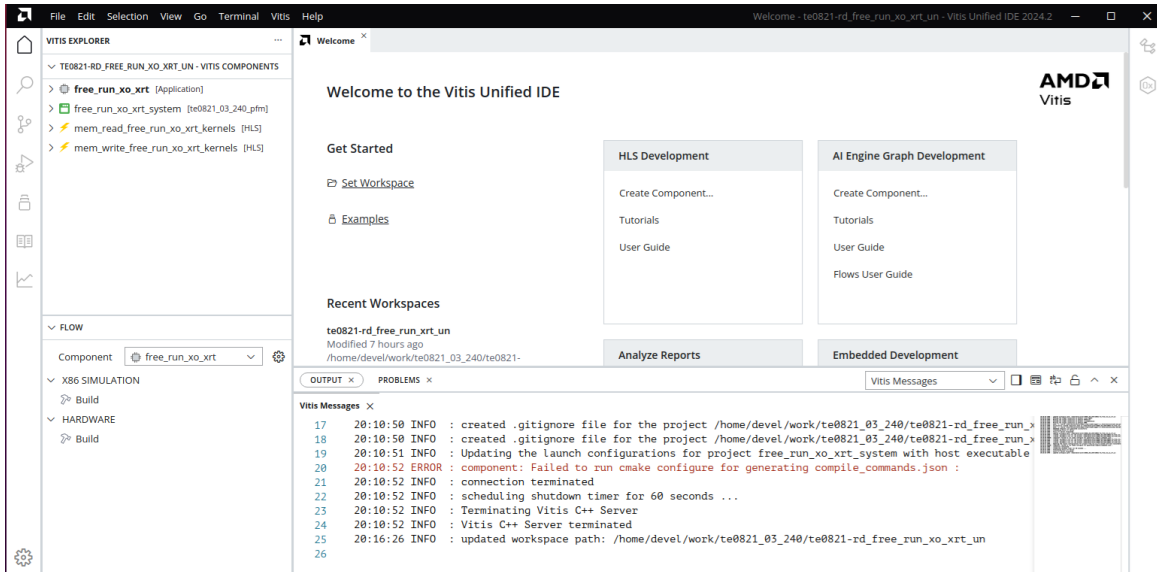 File Edit Selection View Go Terminal Vitis Help
Welcome - te0821-rd_free_run_xo_xrt_un - Vitis Unified IDE 2024.2
VITIS EXPLORER
TE0821-RD_FREE_RUN_XO_XRT_UN - VITIS COMPONENTS
free_run_xo_xrt [Application]
free_run_xo_xrt_system [te0821_03_240_pfm]
mem_read_free_run_xo_xrt_kernels [HLS]
mem_write_free_run_xo_xrt_kernels [HLS]
FLOW
Component free_run_xo_xrt
X86 SIMULATION
Build
HARDWARE
Build
Welcome
Welcome to the Vitis Unified IDE
AMD
Vitis
Get Started
Set Workspace
Examples
Recent Workspaces
te0821-rd_free_run_xrt_un
Modified 7 hours ago
/home/devel/work/te0821_03_240/te0821-
HLS Development
Create Component...
Tutorials
User Guide
AI Engine Graph Development
Create Component...
Tutorials
User Guide
Flows User Guide
Analyze Reports
Embedded Development
OUTPUT PROBLEMS
Vitis Messages
Vitis Messages
17 20:10:50 INFO : created .gitignore file for the project /home/devel/work/te0821_03_240/te0821-rd_free_run_x
18 20:10:50 INFO : created .gitignore file for the project /home/devel/work/te0821_03_240/te0821-rd_free_run_x
19 20:10:51 INFO : Updating the launch configurations for project free_run_xo_xrt_system with host executable
20 20:10:52 ERROR : component: Failed to run cmake configure for generating compile_commands.json :
21 20:10:52 INFO : connection terminated
22 20:10:52 INFO : scheduling shutdown timer for 60 seconds ...
23 20:10:52 INFO : Terminating Vitis C++ Server
24 20:10:52 INFO : Vitis C++ Server terminated
25 20:16:26 INFO : updated workspace path: /home/devel/work/te0821_03_240/te0821-rd_free_run_xo_xrt_un
26